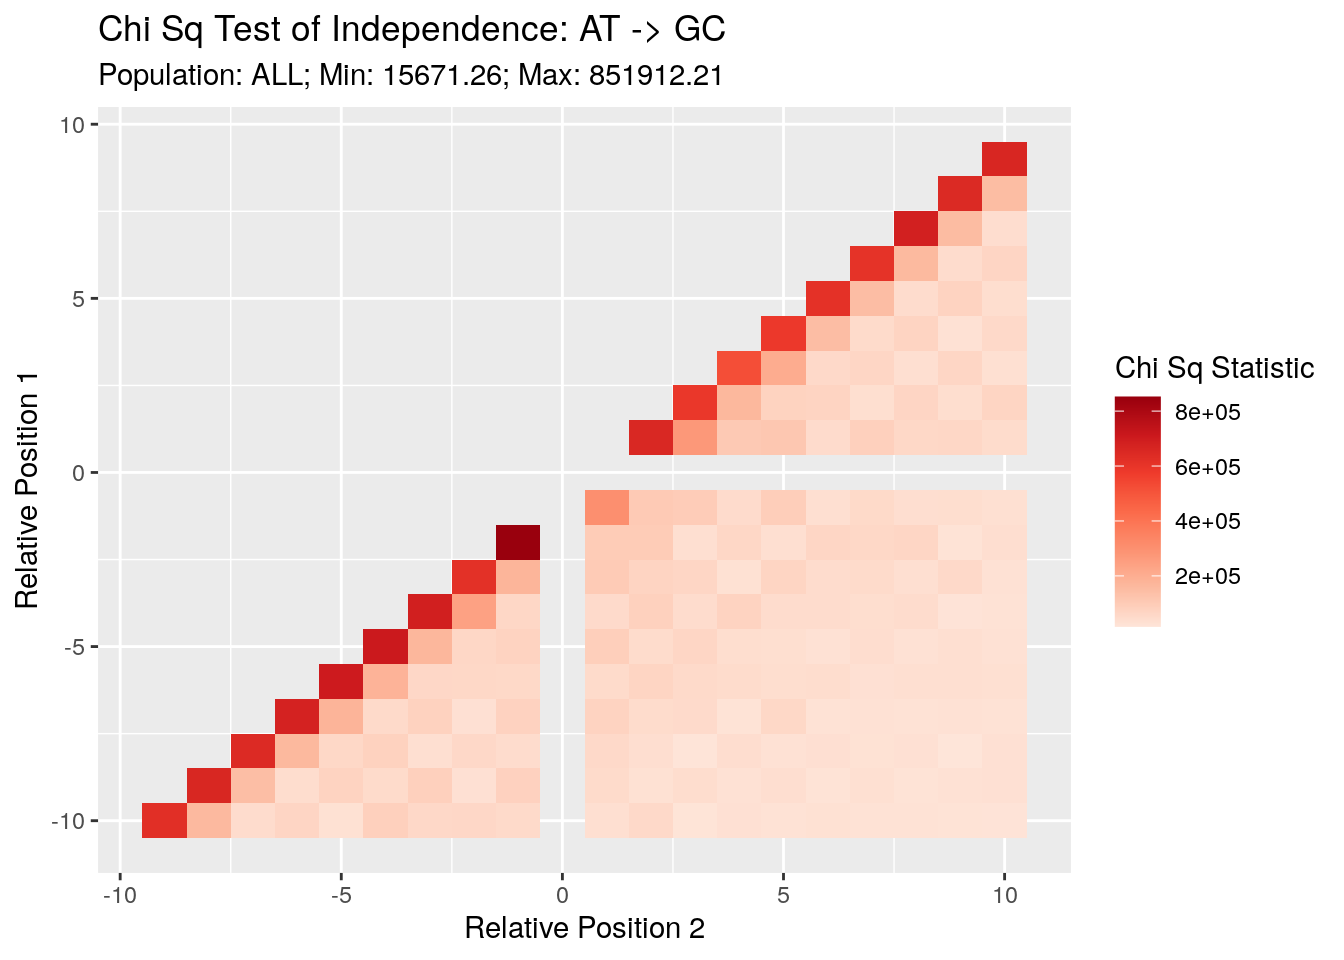 Chi Sq Test of Independence: AT -> GC
Population: ALL; Min: 15671.26; Max: 851912.21
10
5
0
-5
-10
Relative Position 1
-10
-5
0
5
10
Relative Position 2
Chi Sq Statistic
8e+05
6e+05
4e+05
2e+05